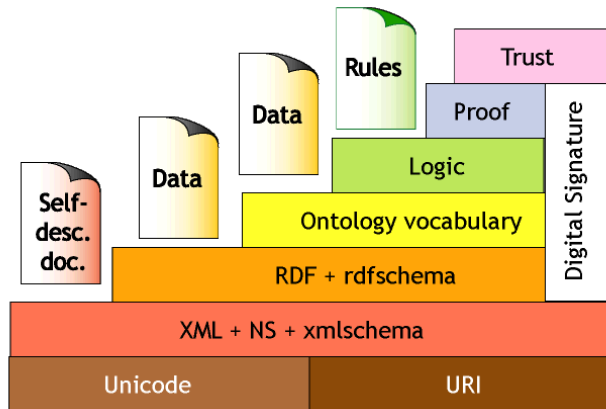 Rules
Trust
Data
Proof
Data
Logic
Self-
desc.
doc.
Ontology vocabulary
Digital Signature
RDF + rdfschema
XML + NS + xmlschema
Unicode
URI